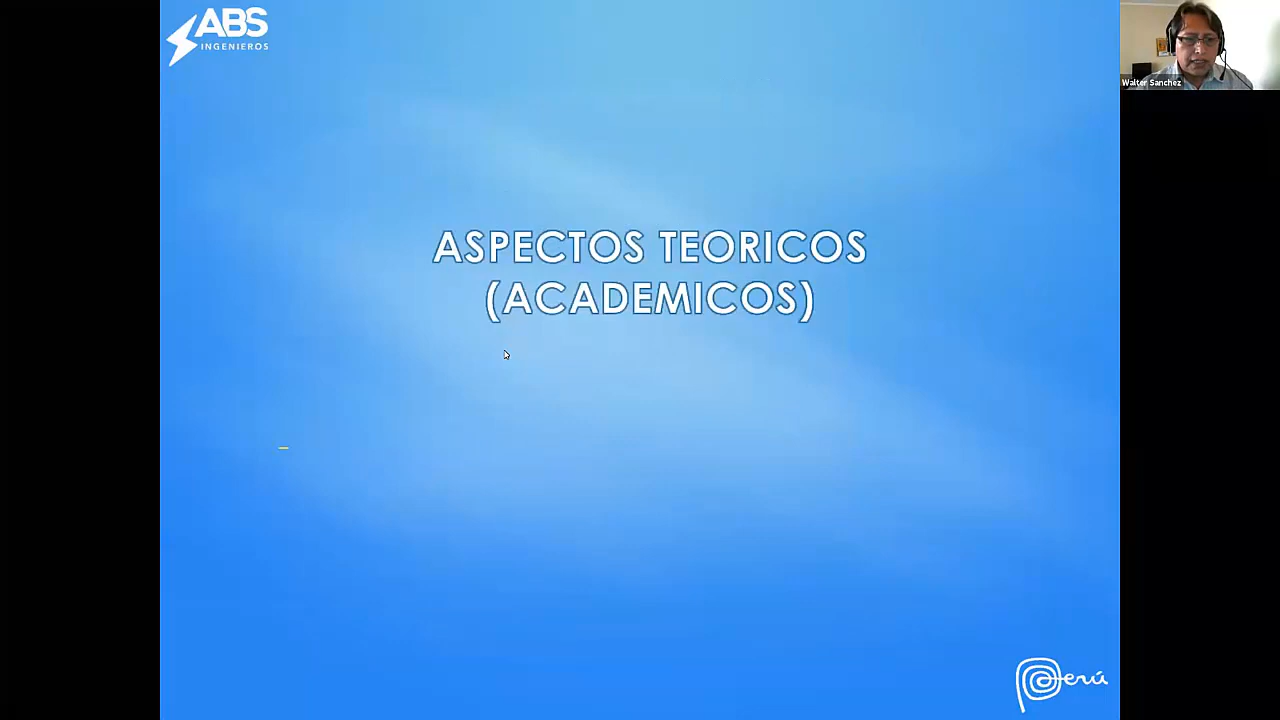 ABS
INGENIEROS
Walter Sanchez
ASPECTOS TEORICOS
(ACADEMICOS)
Perú